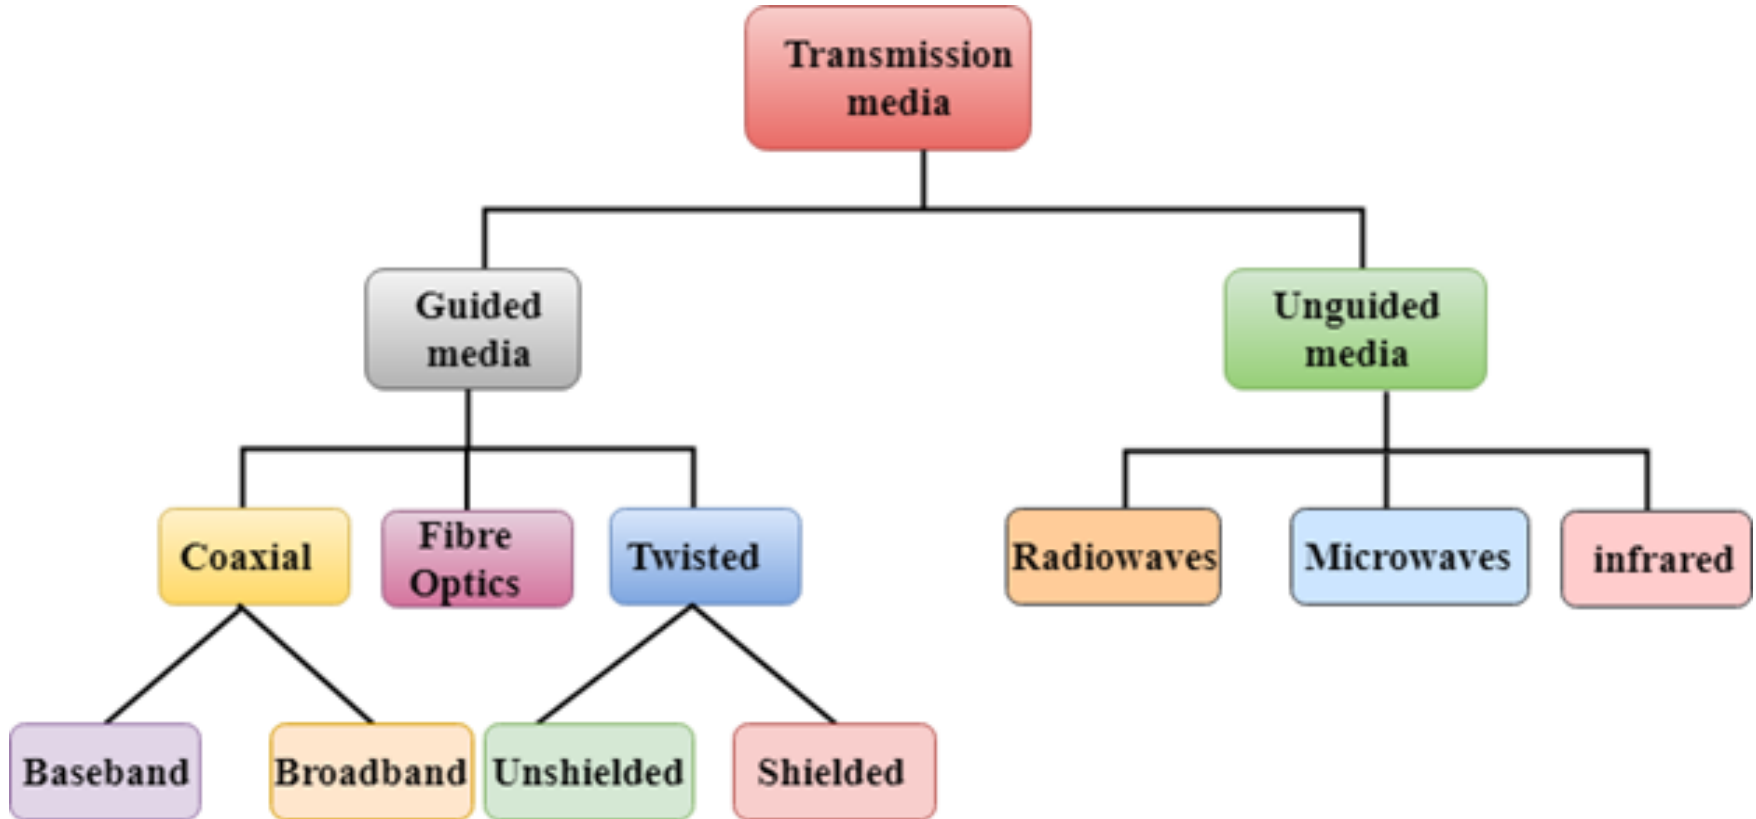 Transmission
media
Guided
media
Unguided
media
Coaxial
Fibre
Optics
Twisted
Radiowaves
Microwaves
infrared
Baseband
Broadband
Unshielded
Shielded